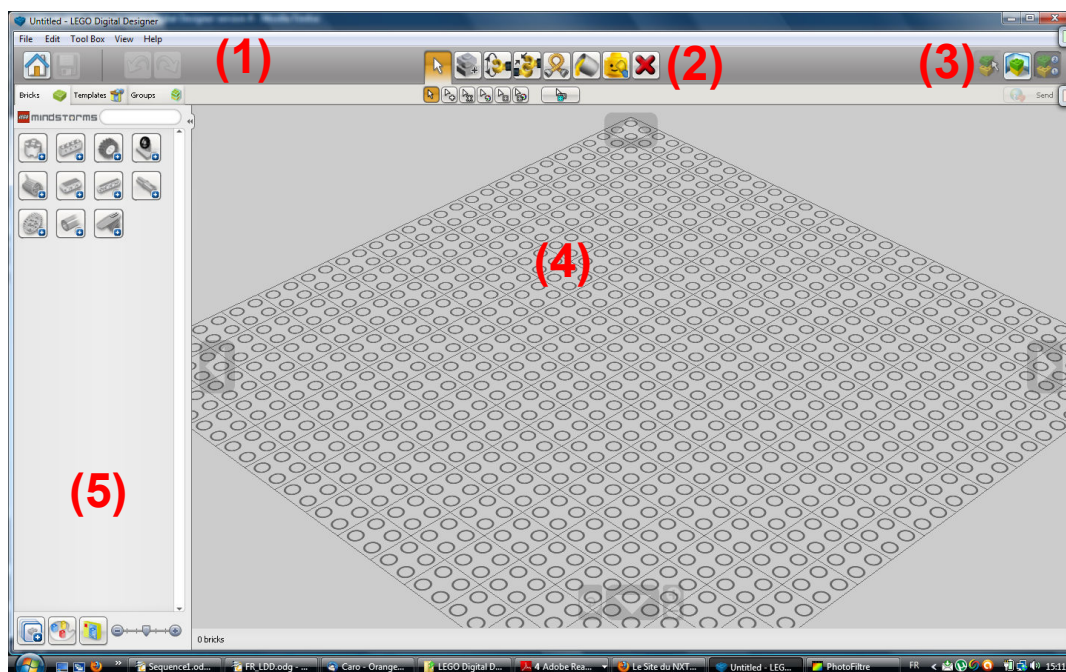 Untitled - LEGO Digital Designer
File Edit Tool Box View Help
(1)
(2)
(3)
Bricks Templates Groups
Send
mindstorms
(4)
(5)
0 bricks
Sequence1.od... FR_LDD.odg - ... Caro - Orange... LEGO Digital D... 4 Adobe Rea... Le Site du NXT... Untitled - LEG... PhotoFiltre FR 15:11